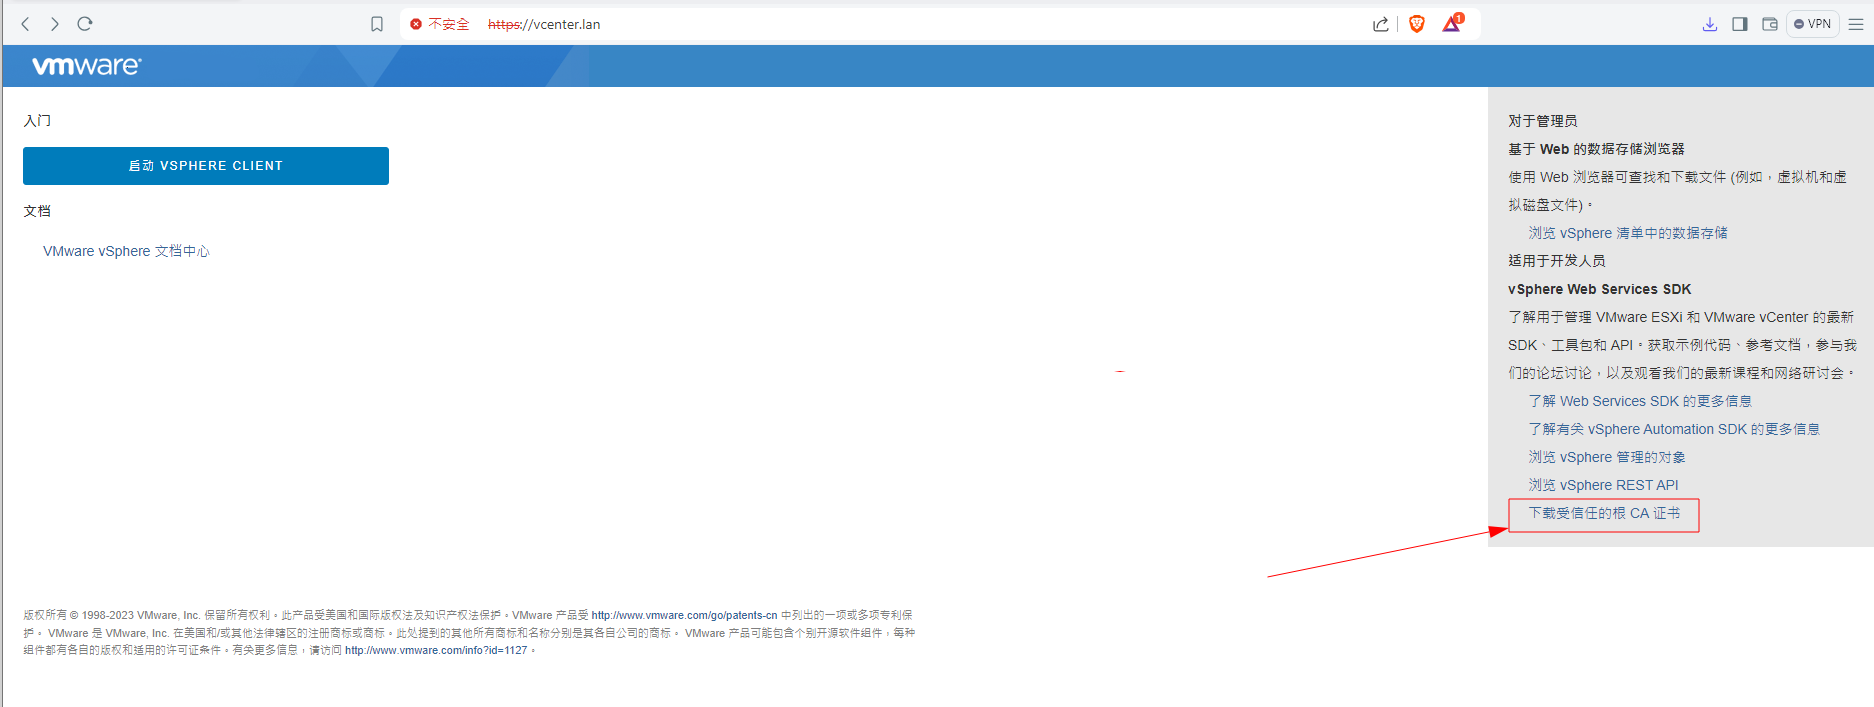 不安全 https://vcenter.lan
1
VPN
vmware®
入门
启动 VSPHERE CLIENT
文档
VMware vSphere 文档中心
对于管理员
基于 Web 的数据存储浏览器
使用 Web 浏览器可查找和下载文件 (例如，虚拟机和虚
拟磁盘文件)。
浏览 vSphere 清单中的数据存储
适用于开发人员
vSphere Web Services SDK
了解用于管理 VMware ESXi 和 VMware vCenter 的最新
SDK、工具包和 API。获取示例代码、参考文档，参与我
们的论坛讨论，以及观看我们的最新课程和网络研讨会。
了解 Web Services SDK 的更多信息
了解有关 vSphere Automation SDK 的更多信息
浏览 vSphere 管理的对象
浏览 vSphere REST API
下载受信任的根 CA 证书
版权所有 © 1998-2023 VMware, Inc. 保留所有权利。此产品受美国和国际版权法及知识产权法保护。VMware 产品受 http://www.vmware.com/go/patents-cn 中列出的一项或多项专利保
护。 VMware 是 VMware, Inc. 在美国和/或其他法律辖区的注册商标或商标。此处提到的其他所有商标和名称分别是其各自公司的商标。 VMware 产品可能包含个别开源软件组件，每种
组件都有各自的版权和适用的许可证条件。有关更多信息，请访问 http://www.vmware.com/info?id=1127。